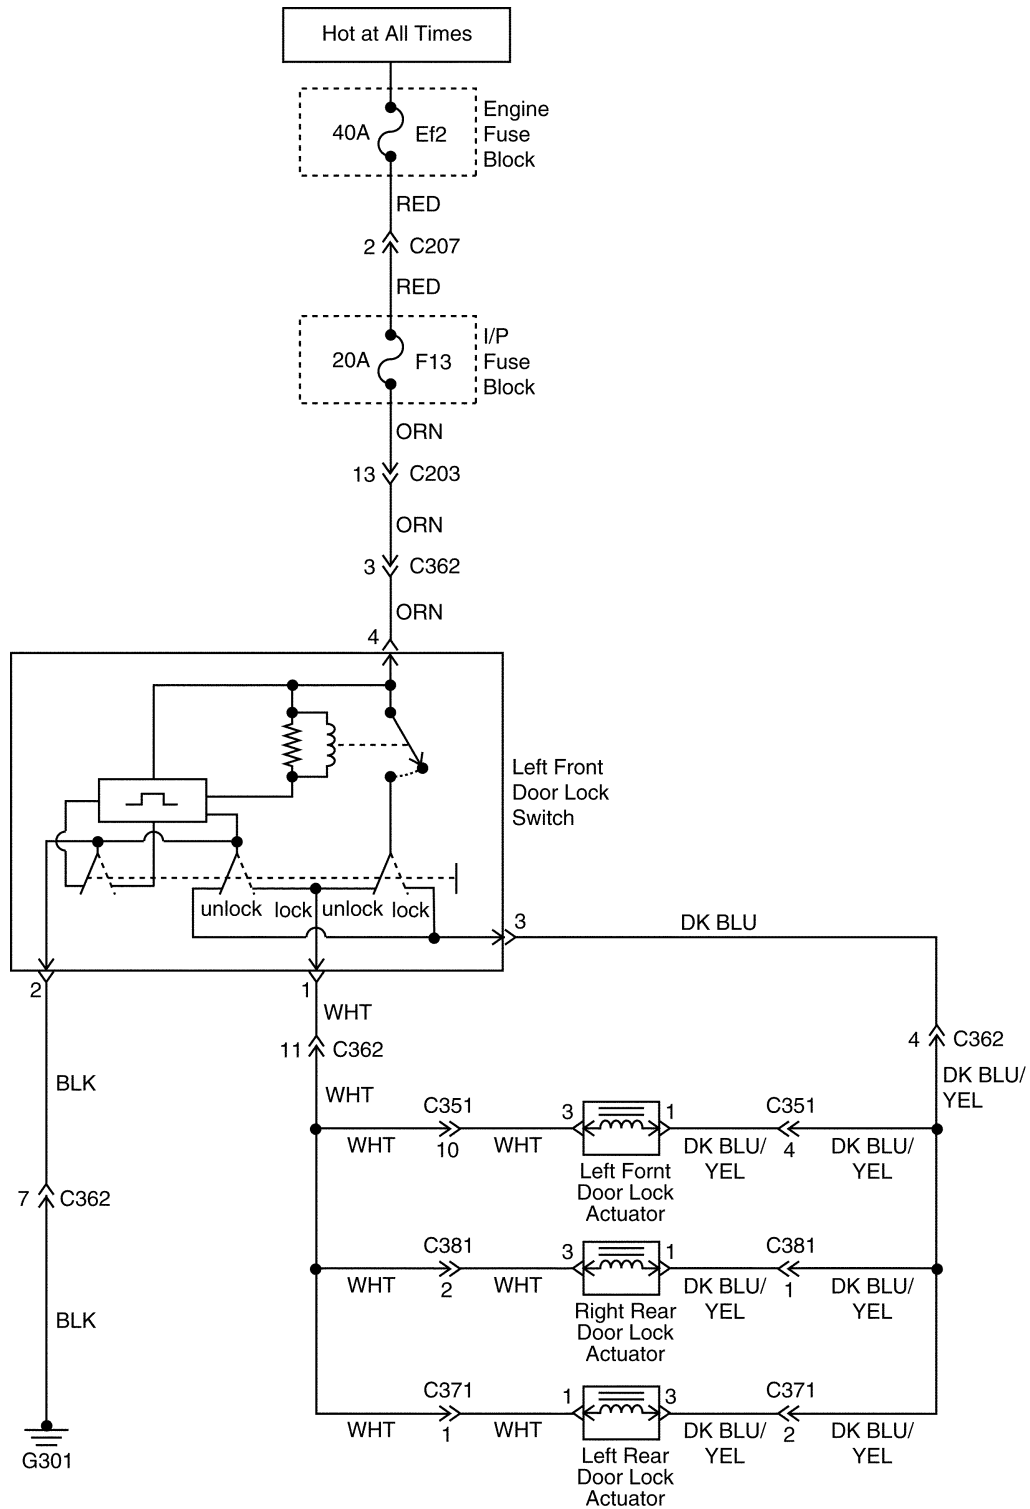 Hot at All Times
40A
Ef2
Engine
Fuse
Block
RED
2
C207
RED
20A
F13
I/P
Fuse
Block
ORN
13
C203
ORN
3
C362
ORN
4
Left Front
Door Lock
Switch
unlock
lock
unlock
lock
3
DK BLU
2
1
WHT
11
C362
4
C362
BLK
WHT
DK BLU/
YEL
C351
3
1
C351
WHT
10
WHT
DK BLU/
YEL
4
DK BLU/
YEL
Left Fornt
Door Lock
Actuator
7
C362
C381
3
1
C381
WHT
2
WHT
DK BLU/
YEL
1
DK BLU/
YEL
Right Rear
Door Lock
Actuator
BLK
C371
1
3
C371
WHT
1
WHT
DK BLU/
YEL
2
DK BLU/
YEL
Left Rear
Door Lock
Actuator
G301